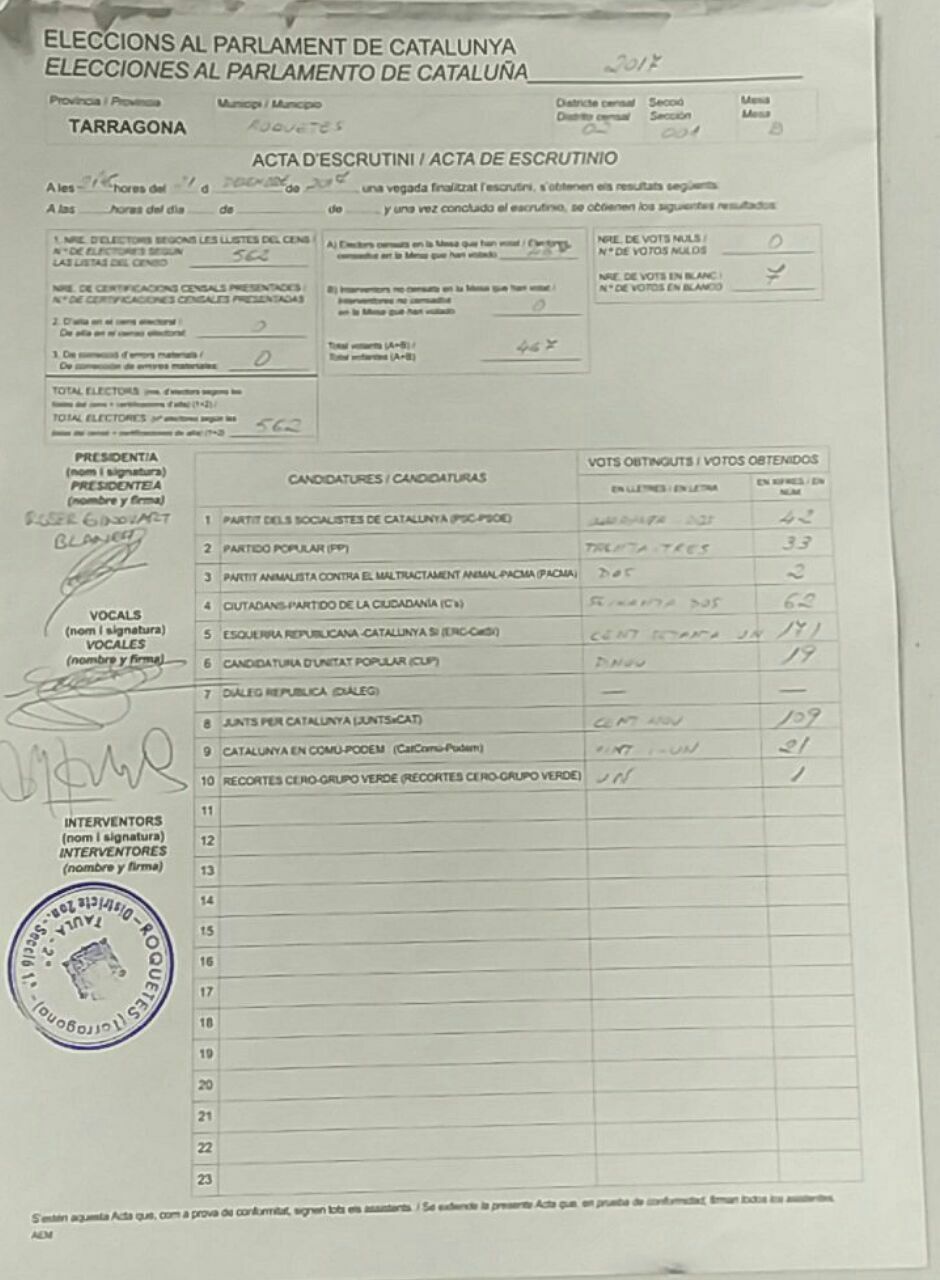 ELECCIONS AL PARLAMENT DE CATALUNYA
ELECCIONES AL PARLAMENTO DE CATALUÑA 2017
Província / Provincia Municipi / Municipio Districte censal Secció Mesa
Distrito censal Sección Mesa
TARRAGONA ROQUETES 02 001 B
ACTA D'ESCRUTINI / ACTA DE ESCRUTINIO
A les hores del d de 2017, una vegada finalitzat l'escrutini, s'obtenen els resultats següents:
A las horas del día de de y una vez concluido el escrutinio, se obtienen los siguientes resultados:
1. NRE. D'ELECTORS SEGONS LES LLISTES DEL CENS /
N.º DE ELECTORES SEGÚN
LAS LISTAS DEL CENSO 562
NRE. DE CERTIFICACIONS CENSALS PRESENTADES /
N.º DE CERTIFICACIONES CENSALES PRESENTADAS
2. D'alta en el cens electoral /
De alta en el censo electoral: 0
3. De correcció d'errors materials /
De corrección de errores materiales: 0
TOTAL ELECTORS (nre. d'electors segons les
llistes del cens + certificacions d'alta) (1+2) /
TOTAL ELECTORES (nº electores según las
listas del censo + certificaciones de alta) (1+2) 562
A) Electors censats en la Mesa que han votat / Electores
censados en la Mesa que han votado
B) Interventors no censats en la Mesa que han votat /
Interventores no censados
en la Mesa que han votado 0
Total votants (A+B) /
Total votantes (A+B) 467
NRE. DE VOTS NULS /
N.º DE VOTOS NULOS 0
NRE. DE VOTS EN BLANC /
N.º DE VOTOS EN BLANCO 7
PRESIDENT/A
(nom i signatura)
PRESIDENTE/A
(nombre y firma)
ROSER GINOVART
BLANCH
VOCALS
(nom i signatura)
VOCALES
(nombre y firma)
INTERVENTORS
(nom i signatura)
INTERVENTORES
(nombre y firma)
ROQUETES (Tarragona) - Districte 2on. - Secció 1ª.
TAULA - 2ª
CANDIDATURES / CANDIDATURAS VOTS OBTINGUTS / VOTOS OBTENIDOS
EN LLETRES / EN LETRA EN XIFRES / EN NÚM
1 PARTIT DELS SOCIALISTES DE CATALUNYA (PSC-PSOE) QUARANTA DOS 42
2 PARTIDO POPULAR (PP) TRENTA-TRES 33
3 PARTIT ANIMALISTA CONTRA EL MALTRACTAMENT ANIMAL-PACMA (PACMA) DOS 2
4 CIUTADANS-PARTIDO DE LA CIUDADANÍA (C's) SEIXANTA DOS 62
5 ESQUERRA REPUBLICANA -CATALUNYA SÍ (ERC-CatSí) CENT SETANTA UN 171
6 CANDIDATURA D'UNITAT POPULAR (CUP) DINOU 19
7 DIÀLEG REPUBLICA (DIÀLEG) — —
8 JUNTS PER CATALUNYA (JUNTSxCAT) CENT NOU 109
9 CATALUNYA EN COMÚ-PODEM (CatComú-Podem) VINT-I-UN 21
10 RECORTES CERO-GRUPO VERDE (RECORTES CERO-GRUPO VERDE) UN 1
11
12
13
14
15
16
17
18
19
20
21
22
23
S'estén aquesta Acta que, com a prova de conformitat, signen tots els assistents. / Se extiende la presente Acta que, en prueba de conformidad, firman todos los asistentes.
AEM